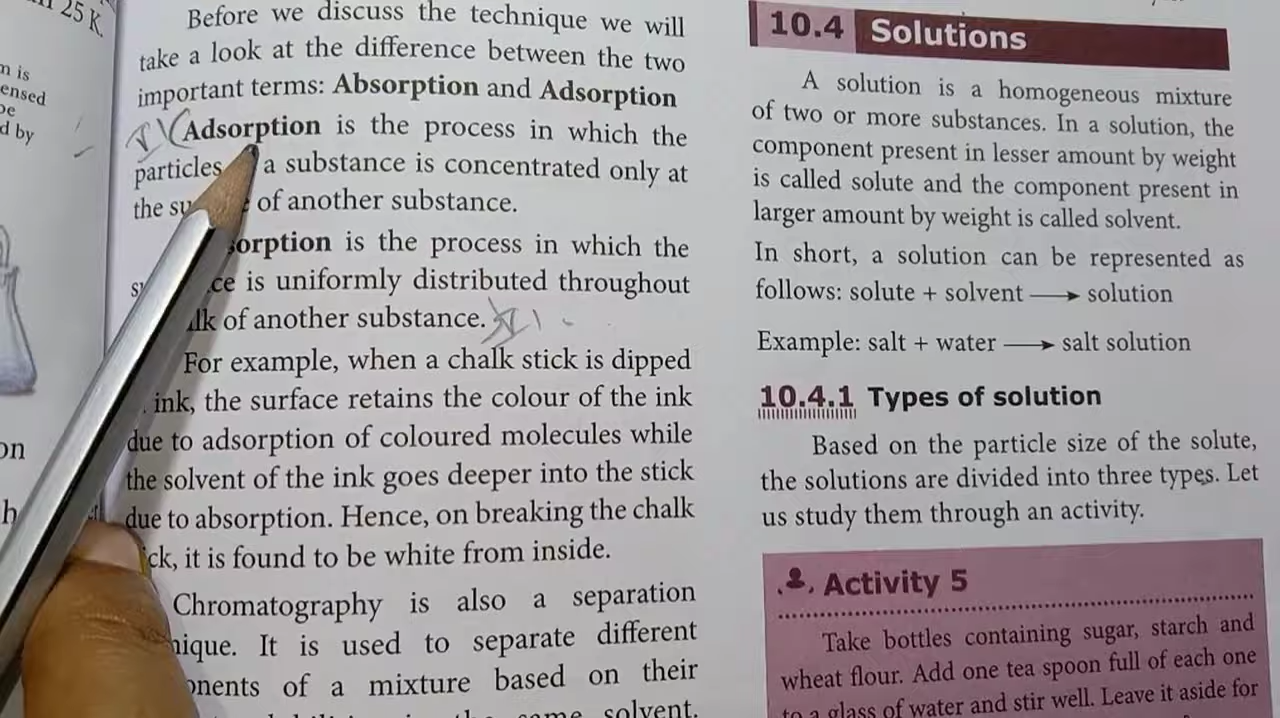 25 K
n is
ensed
be
d by
on
h
Before we discuss the technique we will
take a look at the difference between the two
important terms: Absorption and Adsorption
Adsorption is the process in which the
particles a substance is concentrated only at
the su of another substance.
sorption is the process in which the
ce is uniformly distributed throughout
lk of another substance.
For example, when a chalk stick is dipped
ink, the surface retains the colour of the ink
due to adsorption of coloured molecules while
the solvent of the ink goes deeper into the stick
due to absorption. Hence, on breaking the chalk
ck, it is found to be white from inside.
Chromatography is also a separation
nique. It is used to separate different
onents of a mixture based on their
solvent.
10.4 Solutions
A solution is a homogeneous mixture
of two or more substances. In a solution, the
component present in lesser amount by weight
is called solute and the component present in
larger amount by weight is called solvent.
In short, a solution can be represented as
follows: solute + solvent ⟶ solution
Example: salt + water ⟶ salt solution
10.4.1 Types of solution
Based on the particle size of the solute,
the solutions are divided into three types. Let
us study them through an activity.
Activity 5
Take bottles containing sugar, starch and
wheat flour. Add one tea spoon full of each one
to a glass of water and stir well. Leave it aside for